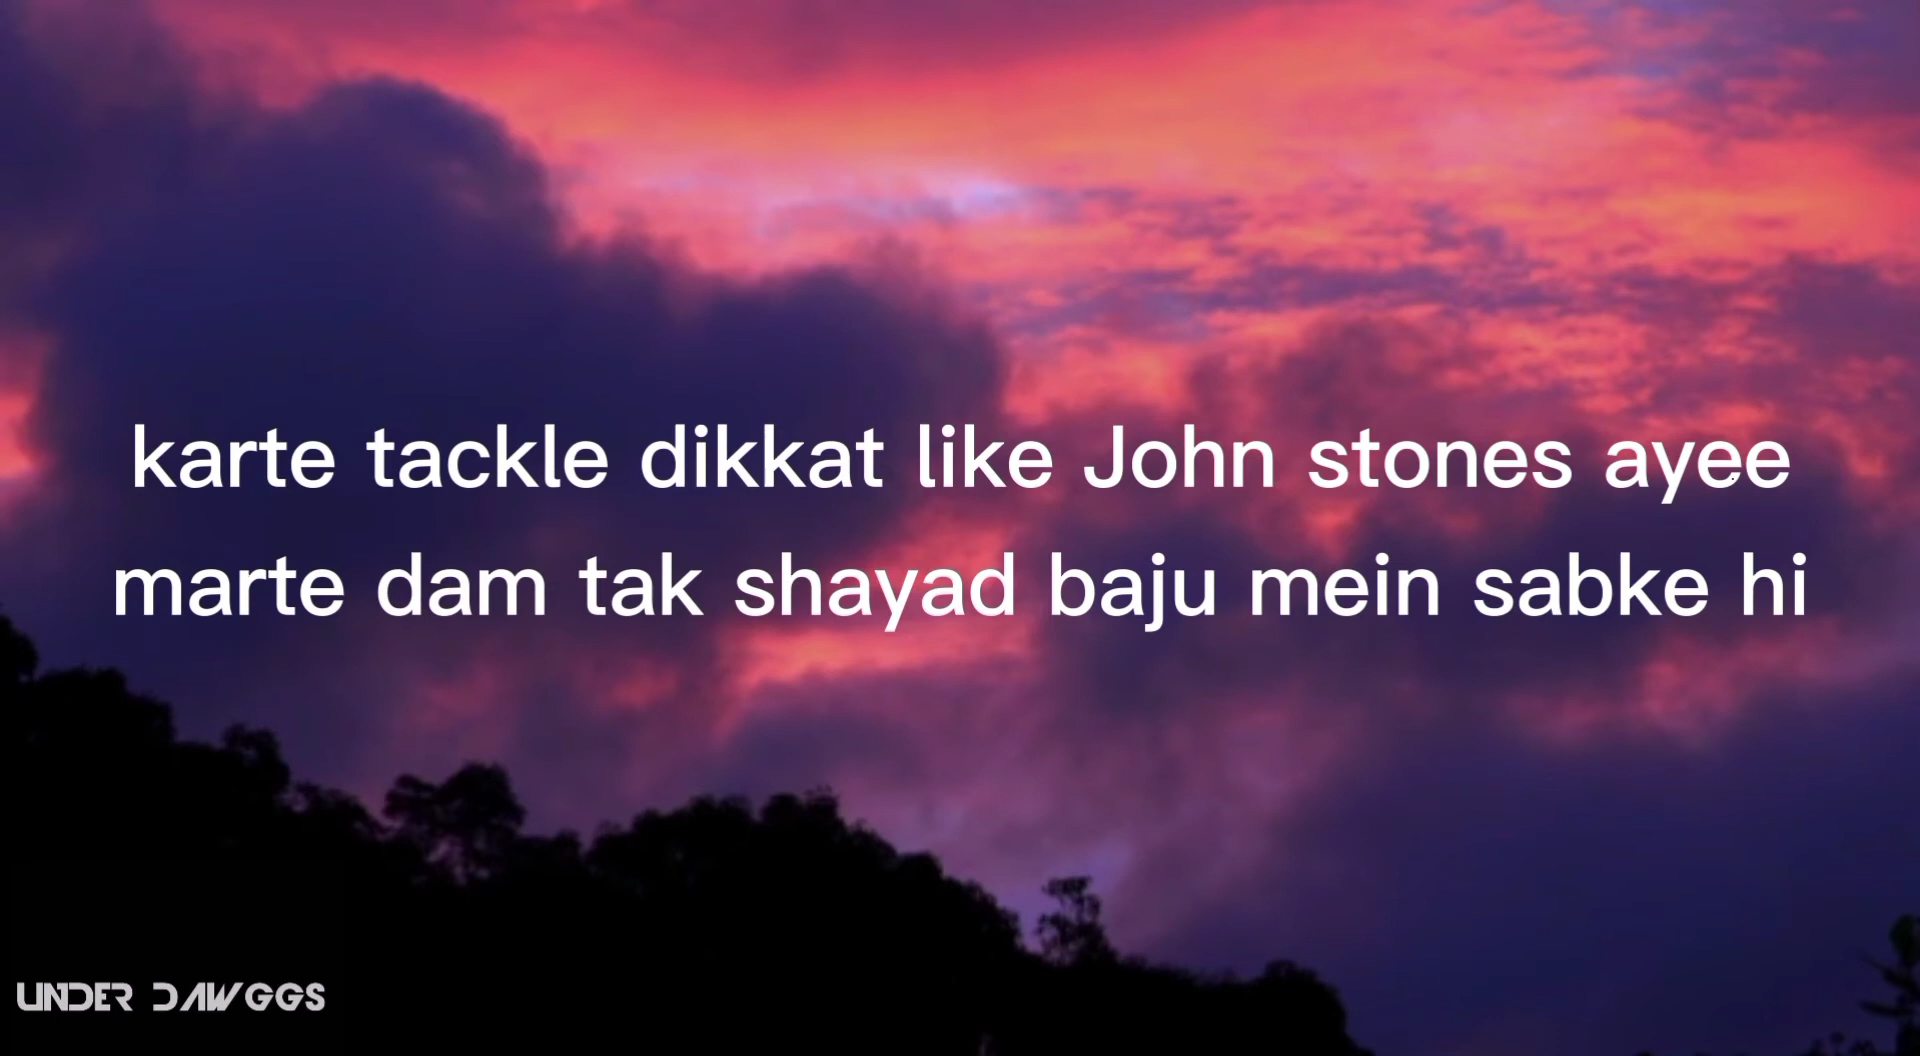 karte tackle dikkat like John stones ayee
marte dam tak shayad baju mein sabke hi
UNDER DAWGGS